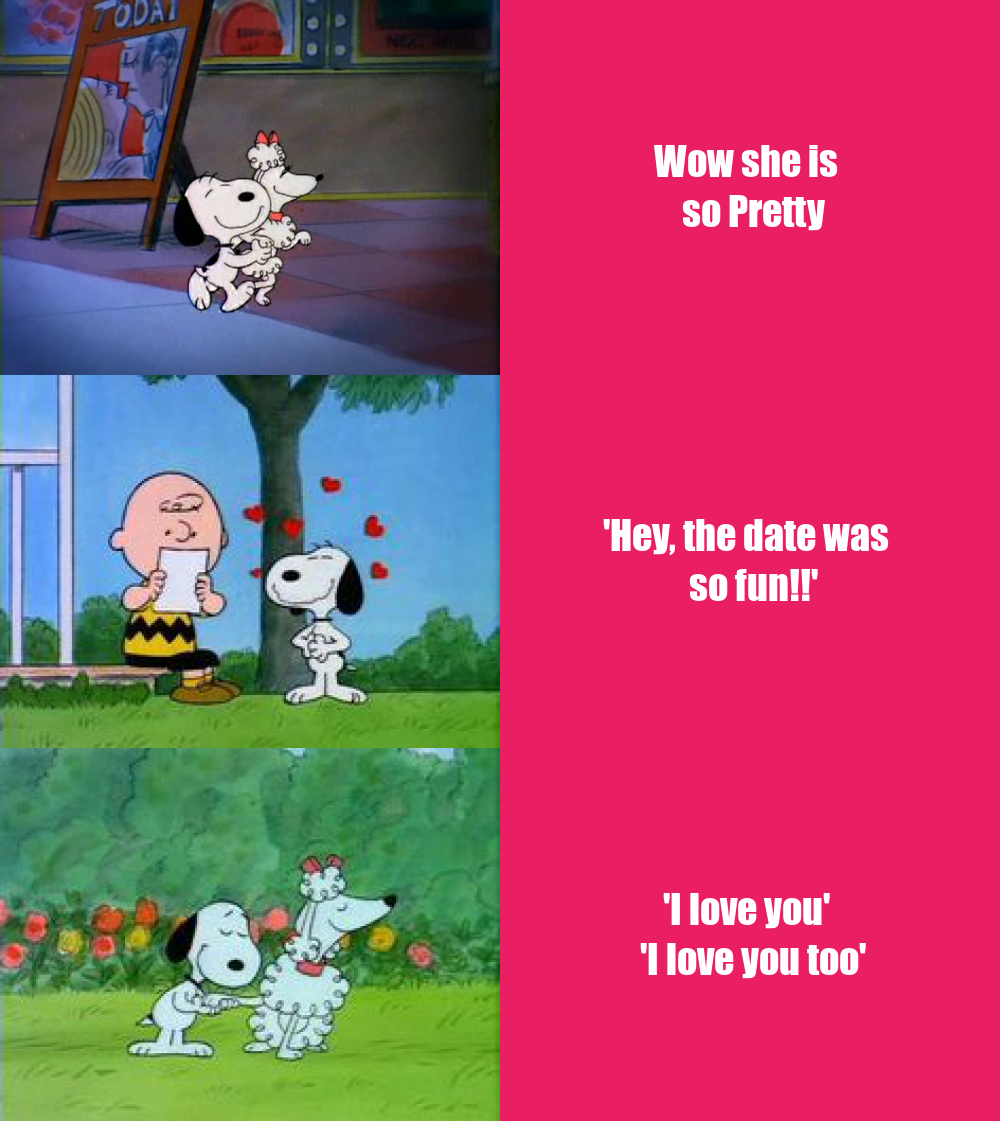 TODAY
Wow she is
so Pretty
'Hey, the date was
so fun!!'
'I love you'
'I love you too'